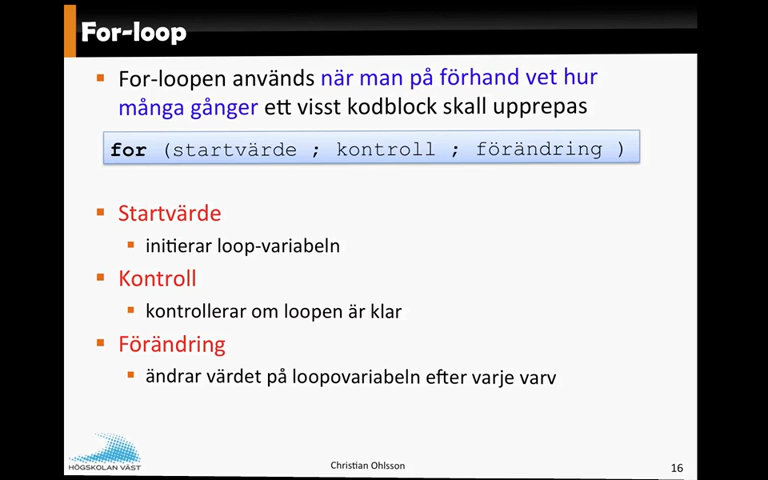 For-loop
▪ For-loopen används när man på förhand vet hur
många gånger ett visst kodblock skall upprepas
for (startvärde ; kontroll ; förändring )
▪ Startvärde
▪ initierar loop-variabeln
▪ Kontroll
▪ kontrollerar om loopen är klar
▪ Förändring
▪ ändrar värdet på loopovariabeln efter varje varv
HÖGSKOLAN VÄST
Christian Ohlsson
16